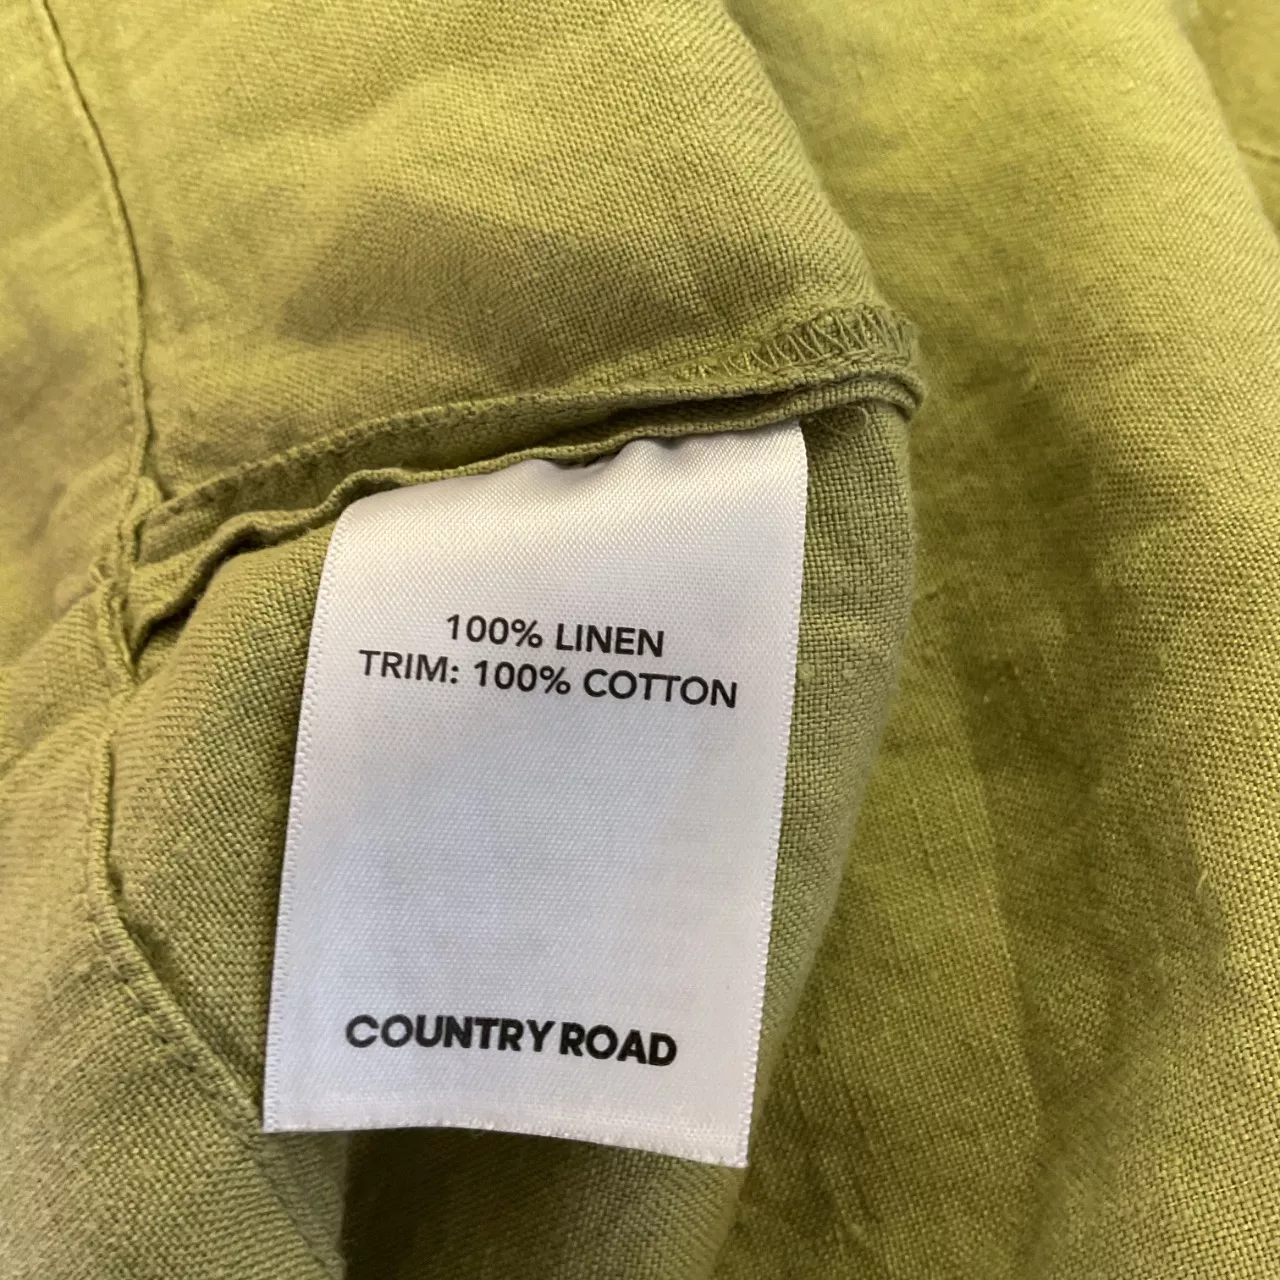 100% LINEN
TRIM: 100% COTTON
COUNTRY ROAD